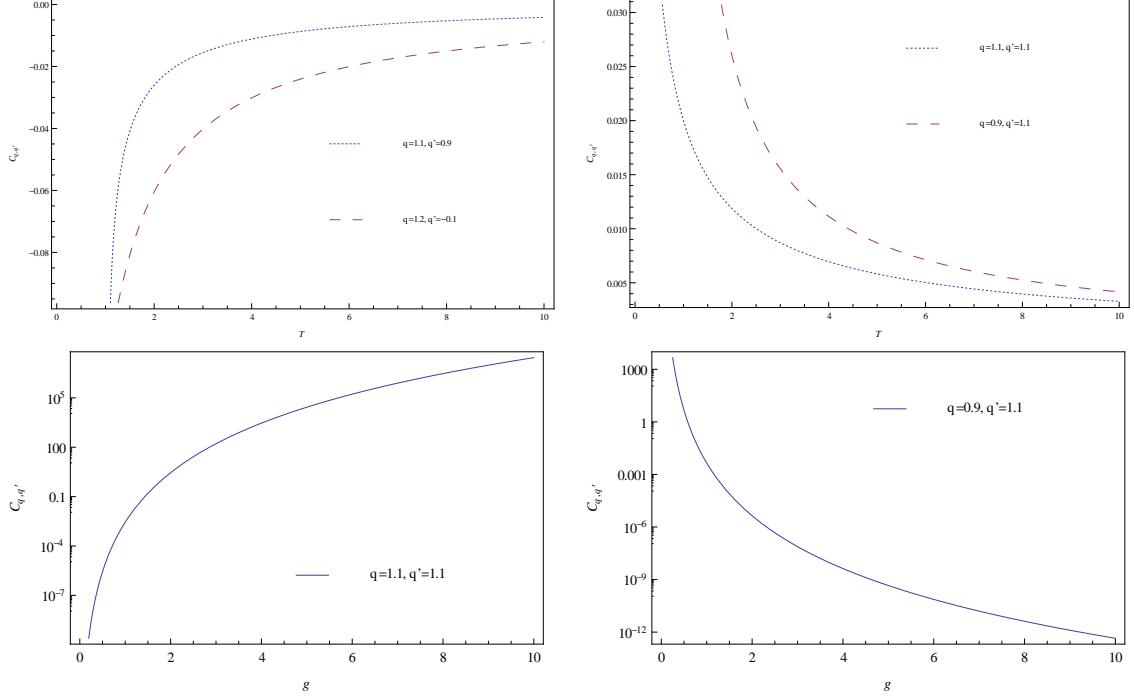 0.00
−0.02
−0.04
−0.06
−0.08
C_{q,q'}
q=1.1, q'=0.9
q=1.2, q'=−0.1
0 2 4 6 8 10
T
0.030
0.025
0.020
0.015
0.010
0.005
C_{q,q'}
q=1.1, q'=1.1
q=0.9, q'=1.1
0 2 4 6 8 10
T
10^5
100
0.1
10^{−4}
10^{−7}
C_{q,q'}
q=1.1, q'=1.1
0 2 4 6 8 10
g
1000
1
0.001
10^{−6}
10^{−9}
10^{−12}
C_{q,q'}
q=0.9, q'=1.1
0 2 4 6 8 10
g